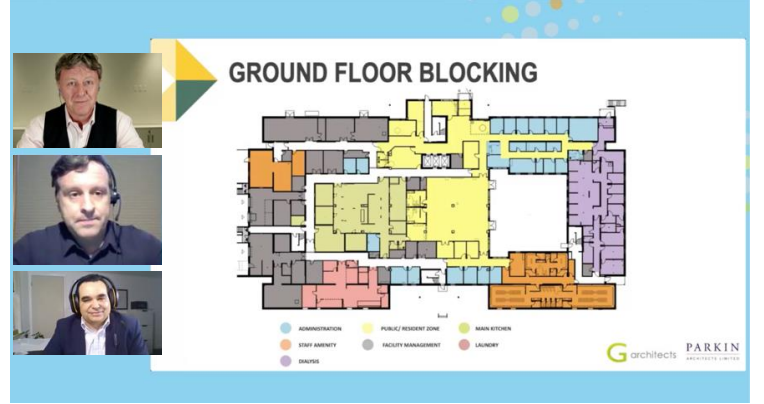 GROUND FLOOR BLOCKING
ADMINISTRATION
PUBLIC/ RESIDENT ZONE
MAIN KITCHEN
STAFF AMENITY
FACILITY MANAGEMENT
LAUNDRY
DIALYSIS
G architects
PARKIN
ARCHITECTS LIMITED